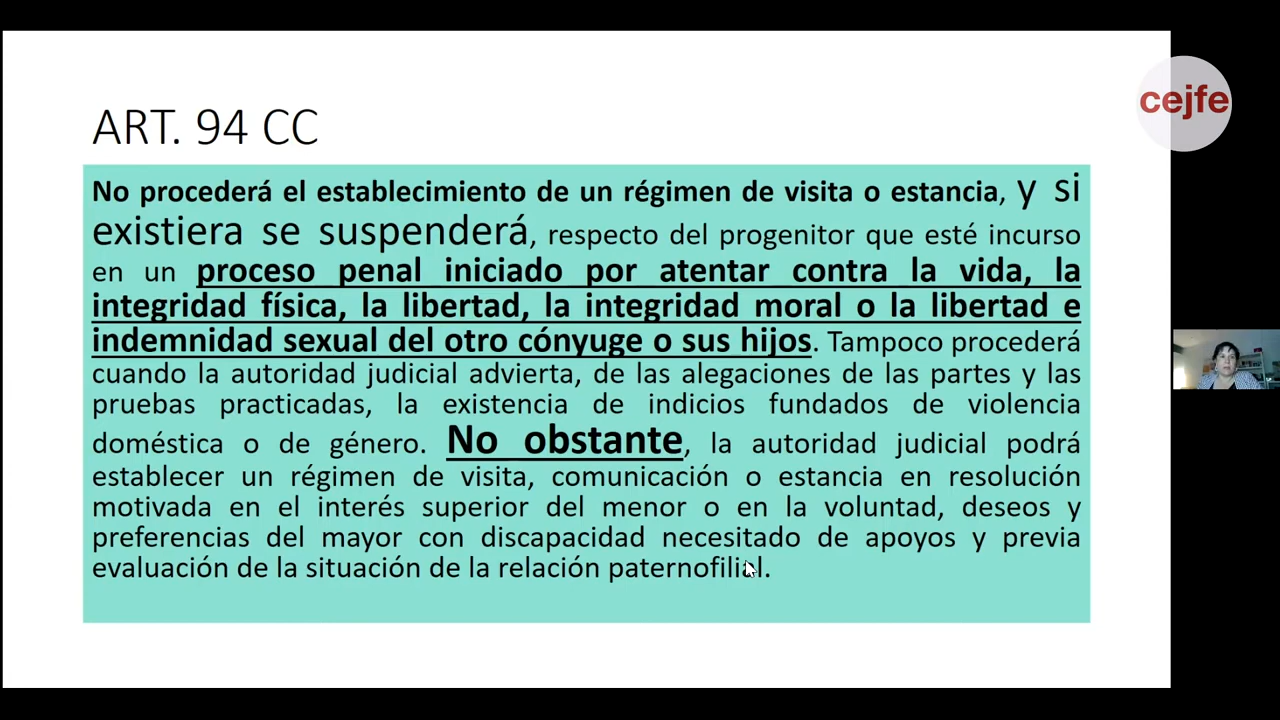 cejfe
ART. 94 CC
No procederá el establecimiento de un régimen de visita o estancia, y si
existiera se suspenderá, respecto del progenitor que esté incurso
en un proceso penal iniciado por atentar contra la vida, la
integridad física, la libertad, la integridad moral o la libertad e
indemnidad sexual del otro cónyuge o sus hijos. Tampoco procederá
cuando la autoridad judicial advierta, de las alegaciones de las partes y las
pruebas practicadas, la existencia de indicios fundados de violencia
doméstica o de género. No obstante, la autoridad judicial podrá
establecer un régimen de visita, comunicación o estancia en resolución
motivada en el interés superior del menor o en la voluntad, deseos y
preferencias del mayor con discapacidad necesitado de apoyos y previa
evaluación de la situación de la relación paternofilial.